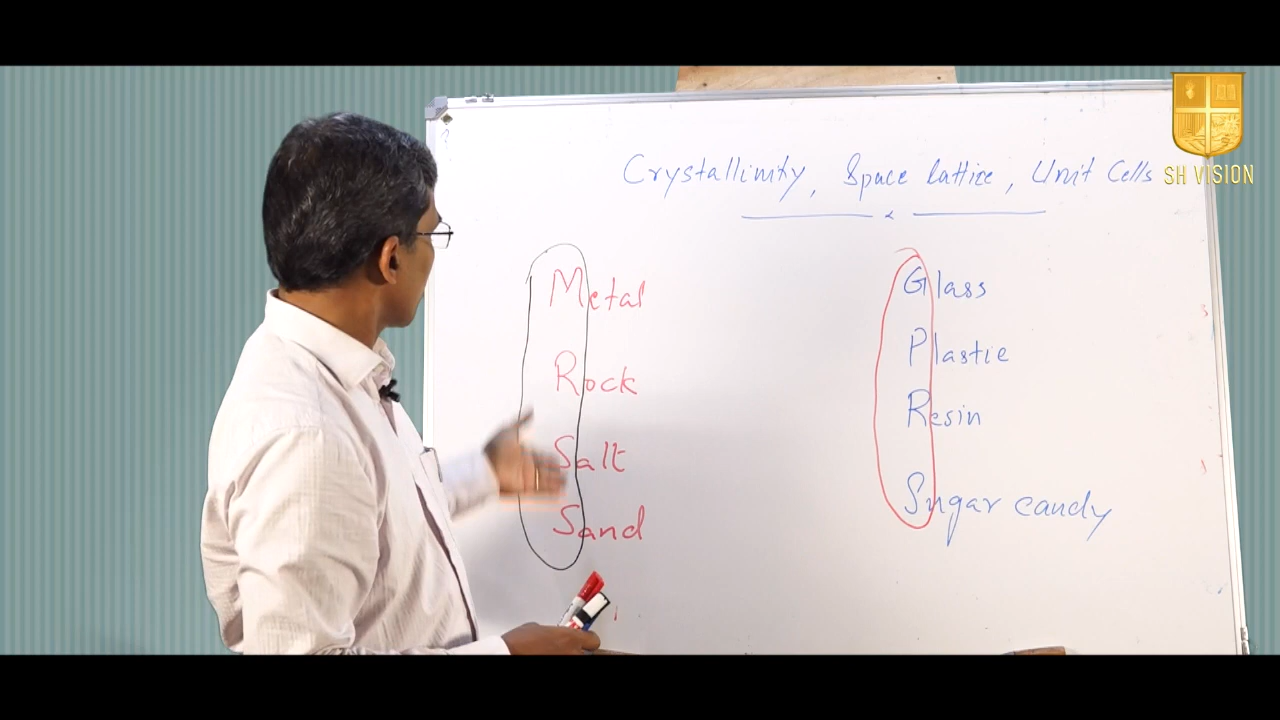 Crystallinity, Space lattice, Unit Cells
SH VISION
Metal
Rock
Salt
Sand
Glass
Plastic
Resin
Sugar candy